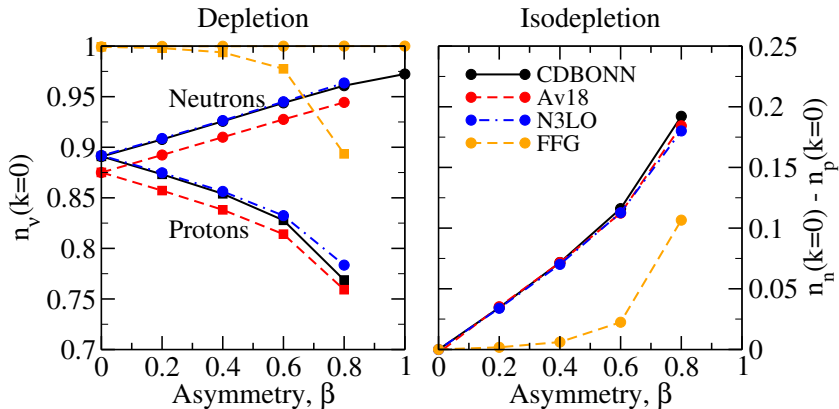 Depletion
Isodepletion
1
0.95
0.9
0.85
0.8
0.75
0.7
n_ν(k=0)
Neutrons
Protons
0 0.2 0.4 0.6 0.8 1
Asymmetry, β
CDBONN
Av18
N3LO
FFG
0 0.2 0.4 0.6 0.8 1
Asymmetry, β
0.25
0.2
0.15
0.1
0.05
0
n_n(k=0) - n_p(k=0)